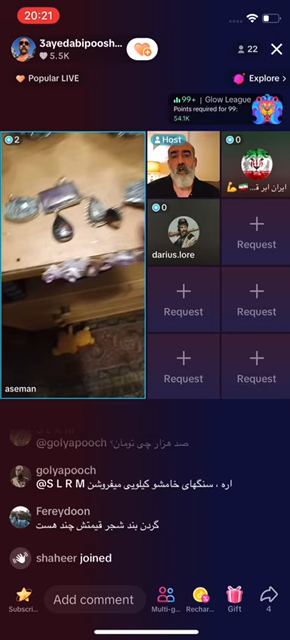 20:21
3ayedabipoosh...
5.5K
22
Popular LIVE
Explore >
99+ | Glow League
Points required for 99:
54.1K
2
Host
0
ایران ابر قـ...
0
darius.lore
Request
Request
Request
Request
Request
Request
aseman
@golyapooch صد هزار چی تومان؟
golyapooch
@S L R M اره ، سنگهای خامشو کیلویی میفروشن
Fereydoon
گردن بند شجر قیمتش چند هست
shaheer joined
Subscri...
Add comment
Multi-g...
Rechar...
Gift
4